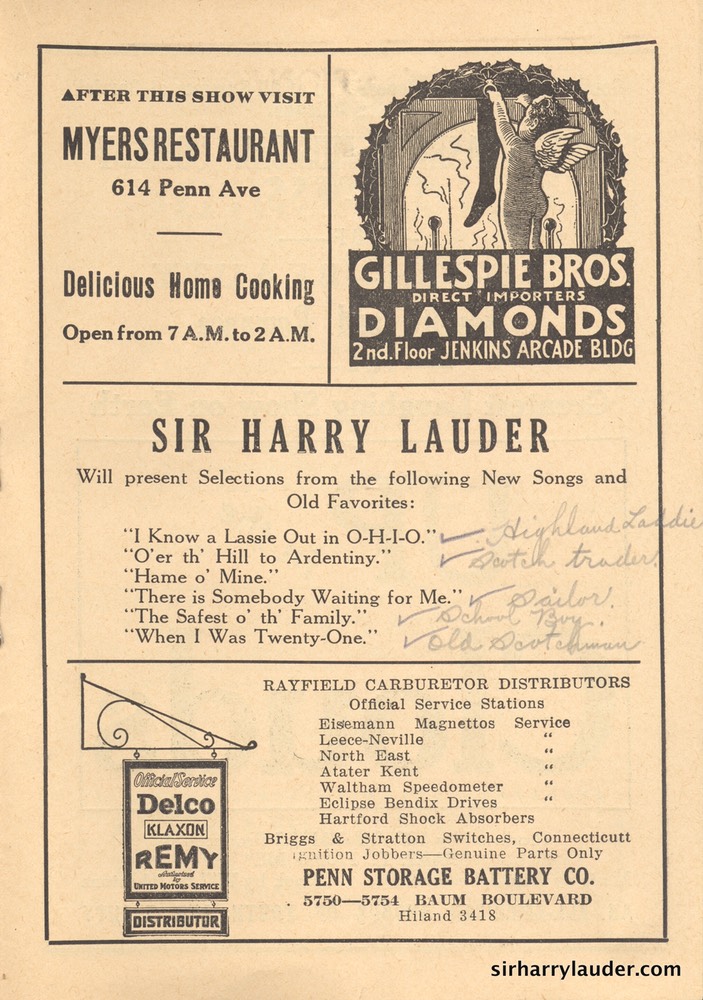 AFTER THIS SHOW VISIT
MYERS RESTAURANT
614 Penn Ave
Delicious Home Cooking
Open from 7 A.M. to 2 A.M.
GILLESPIE BROS.
DIRECT IMPORTERS
DIAMONDS
2nd. Floor JENKINS ARCADE BLDG
SIR HARRY LAUDER
Will present Selections from the following New Songs and
Old Favorites:
"I Know a Lassie Out in O-H-I-O." ✓ Highland Laddie
"O'er th' Hill to Ardentiny." ✓ Scotch trader.
"Hame o' Mine."
"There is Somebody Waiting for Me." ✓ Sailor.
"The Safest o' th' Family." ✓ School Boy.
"When I Was Twenty-One." ✓ Old Scotchman
Official Service
Delco
KLAXON
REMY
Authorized
by
UNITED MOTORS SERVICE
DISTRIBUTOR
RAYFIELD CARBURETOR DISTRIBUTORS
Official Service Stations
Eisemann Magnettos Service
Leece-Neville "
North East "
Atater Kent "
Waltham Speedometer "
Eclipse Bendix Drives "
Hartford Shock Absorbers
Briggs & Stratton Switches, Connecticutt
ignition Jobbers—Genuine Parts Only
PENN STORAGE BATTERY CO.
5750—5754 BAUM BOULEVARD
Hiland 3418
sirharrylauder.com